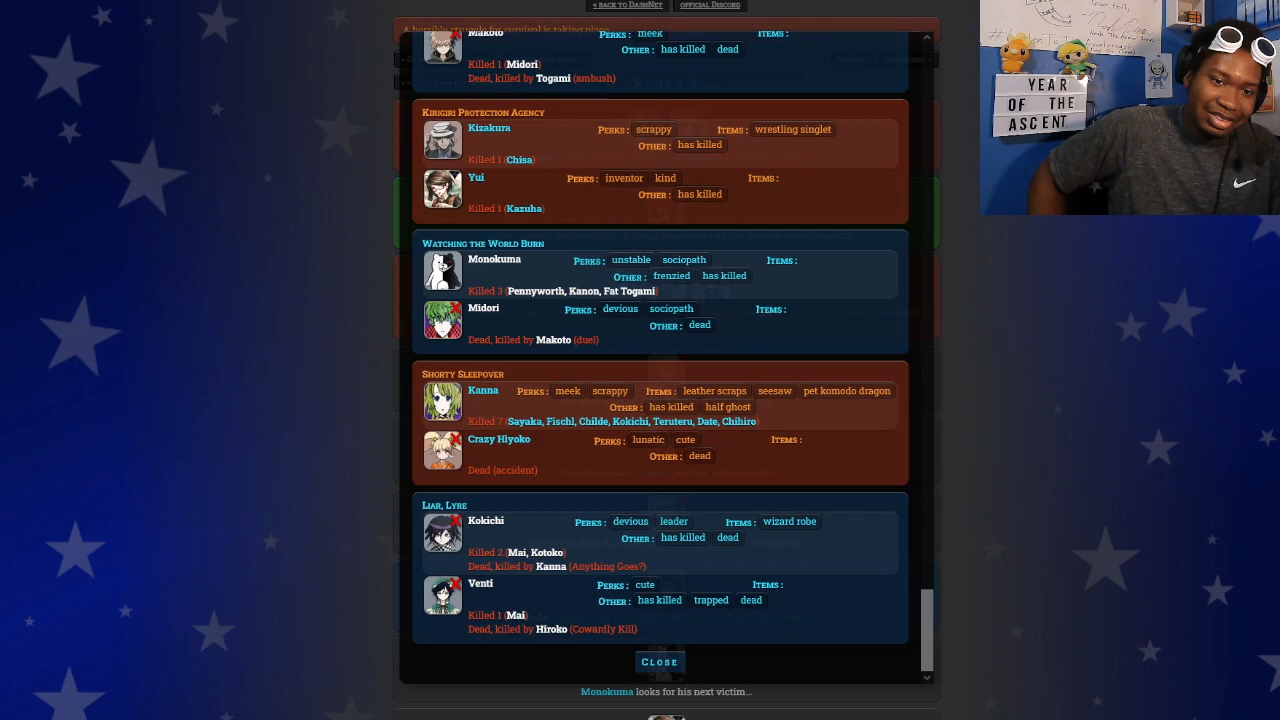 < BACK TO DASHNET OFFICIAL DISCORD
A horrible struggle for survival is taking place
Makoto PERKS : meek ITEMS :
OTHER : has killed dead
Killed 1 (Midori)
Dead, killed by Togami (ambush)
KIRIGIRI PROTECTION AGENCY
Kizakura PERKS : scrappy ITEMS : wrestling singlet
OTHER : has killed
Killed 1 (Chisa)
Yui PERKS : inventor kind ITEMS :
OTHER : has killed
Killed 1 (Kazuha)
WATCHING THE WORLD BURN
Monokuma PERKS : unstable sociopath ITEMS :
OTHER : frenzied has killed
Killed 3 (Pennyworth, Kanon, Fat Togami)
Midori PERKS : devious sociopath ITEMS :
OTHER : dead
Dead, killed by Makoto (duel)
SHORTY SLEEPOVER
Kanna PERKS : meek scrappy ITEMS : leather scraps seesaw pet komodo dragon
OTHER : has killed half ghost
Killed 7 (Sayaka, Fischl, Childe, Kokichi, Teruteru, Date, Chihiro)
Crazy Hiyoko PERKS : lunatic cute ITEMS :
OTHER : dead
Dead (accident)
LIAR, LYRE
Kokichi PERKS : devious leader ITEMS : wizard robe
OTHER : has killed dead
Killed 2 (Mai, Kotoko)
Dead, killed by Kanna (Anything Goes?)
Venti PERKS : cute ITEMS :
OTHER : has killed trapped dead
Killed 1 (Mai)
Dead, killed by Hiroko (Cowardly Kill)
CLOSE
Monokuma looks for his next victim...
YEAR
OF THE
ASCENT